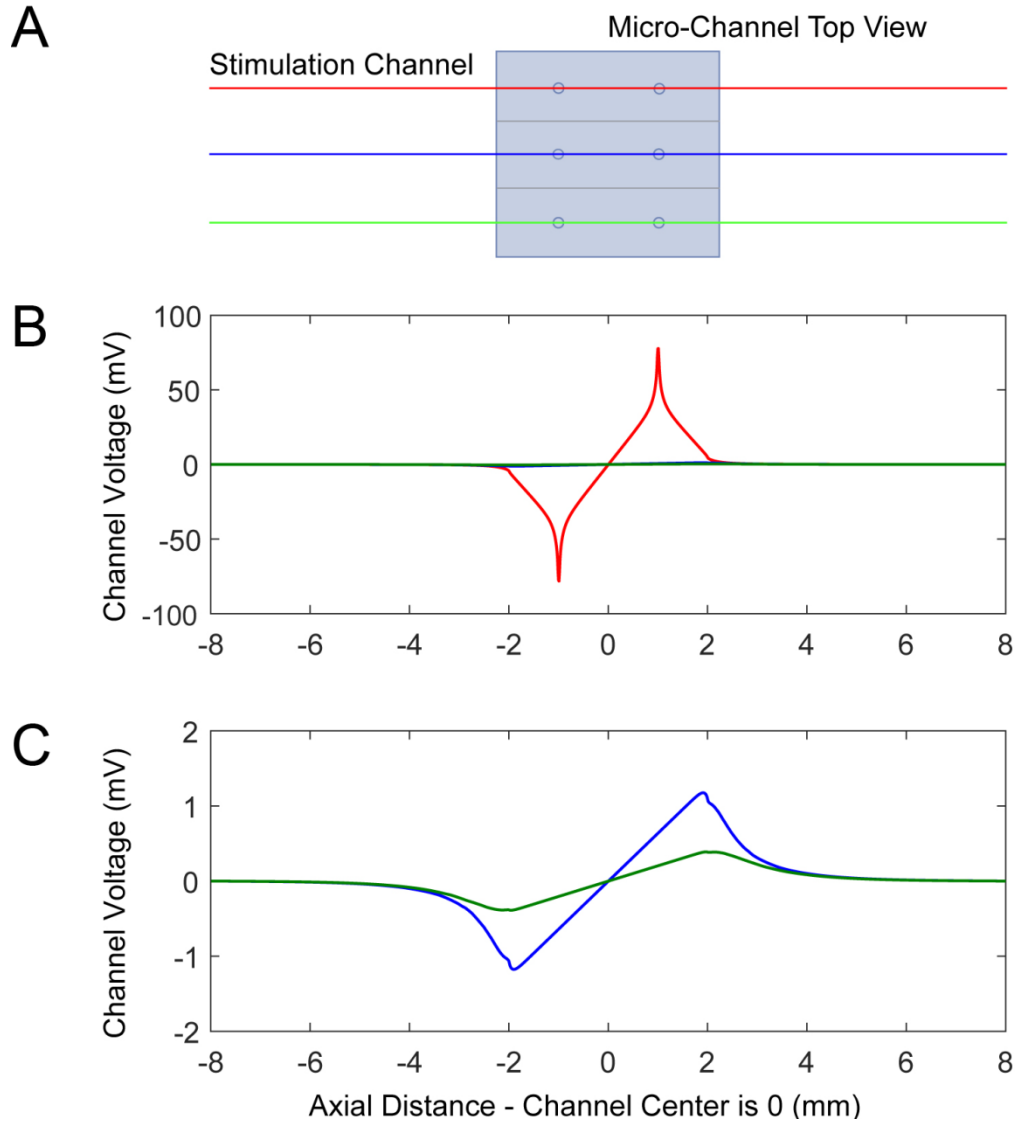 A
Micro-Channel Top View
Stimulation Channel
B
Channel Voltage (mV)
100
50
0
-50
-100
-8 -6 -4 -2 0 2 4 6 8
C
Channel Voltage (mV)
2
1
0
-1
-2
-8 -6 -4 -2 0 2 4 6 8
Axial Distance - Channel Center is 0 (mm)